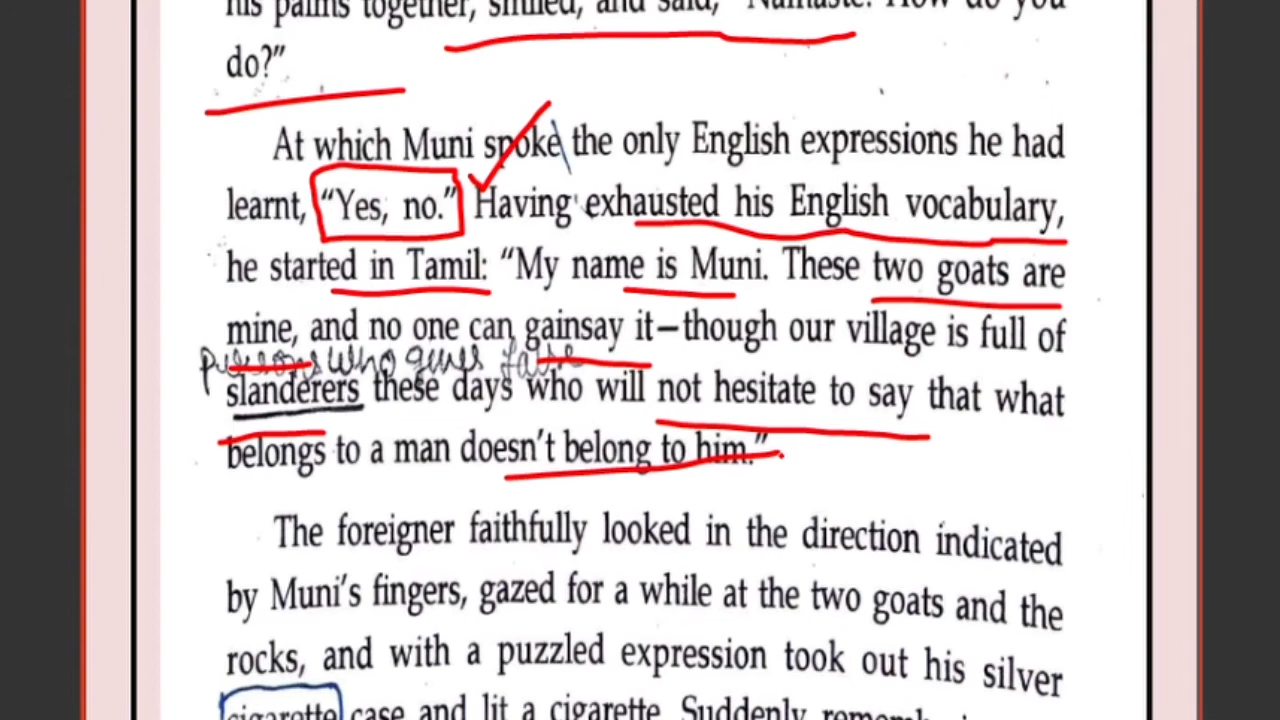 his palms together, smiled, and said, "Namaste. How do you
do?"
At which Muni spoke the only English expressions he had
learnt, "Yes, no." Having exhausted his English vocabulary,
he started in Tamil: "My name is Muni. These two goats are
mine, and no one can gainsay it—though our village is full of
persons who gives false
slanderers these days who will not hesitate to say that what
belongs to a man doesn't belong to him."
The foreigner faithfully looked in the direction indicated
by Muni's fingers, gazed for a while at the two goats and the
rocks, and with a puzzled expression took out his silver
cigarette case and lit a cigarette. Suddenly